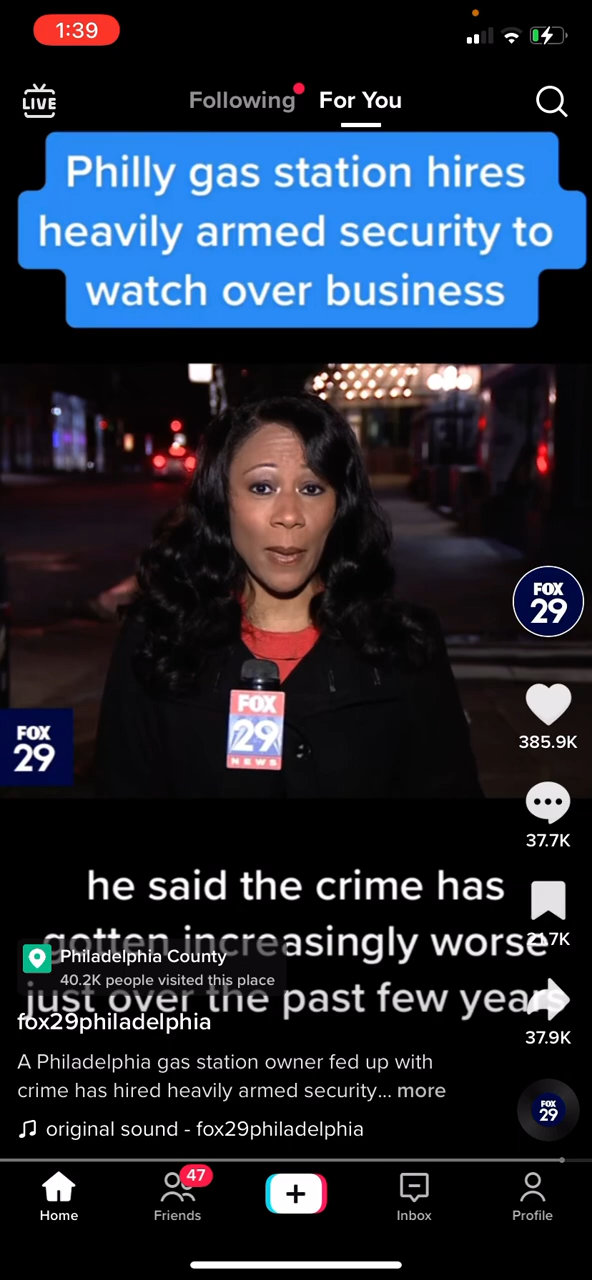 1:39
LIVE
Following
For You
Philly gas station hires
heavily armed security to
watch over business
FOX
29
FOX
29
NEWS
FOX
29
385.9K
37.7K
he said the crime has
gotten increasingly worse
21.7K
Philadelphia County
40.2K people visited this place
just over the past few years
fox29philadelphia
37.9K
A Philadelphia gas station owner fed up with
crime has hired heavily armed security... more
original sound - fox29philadelphia
FOX
29
47
Home
Friends
Inbox
Profile